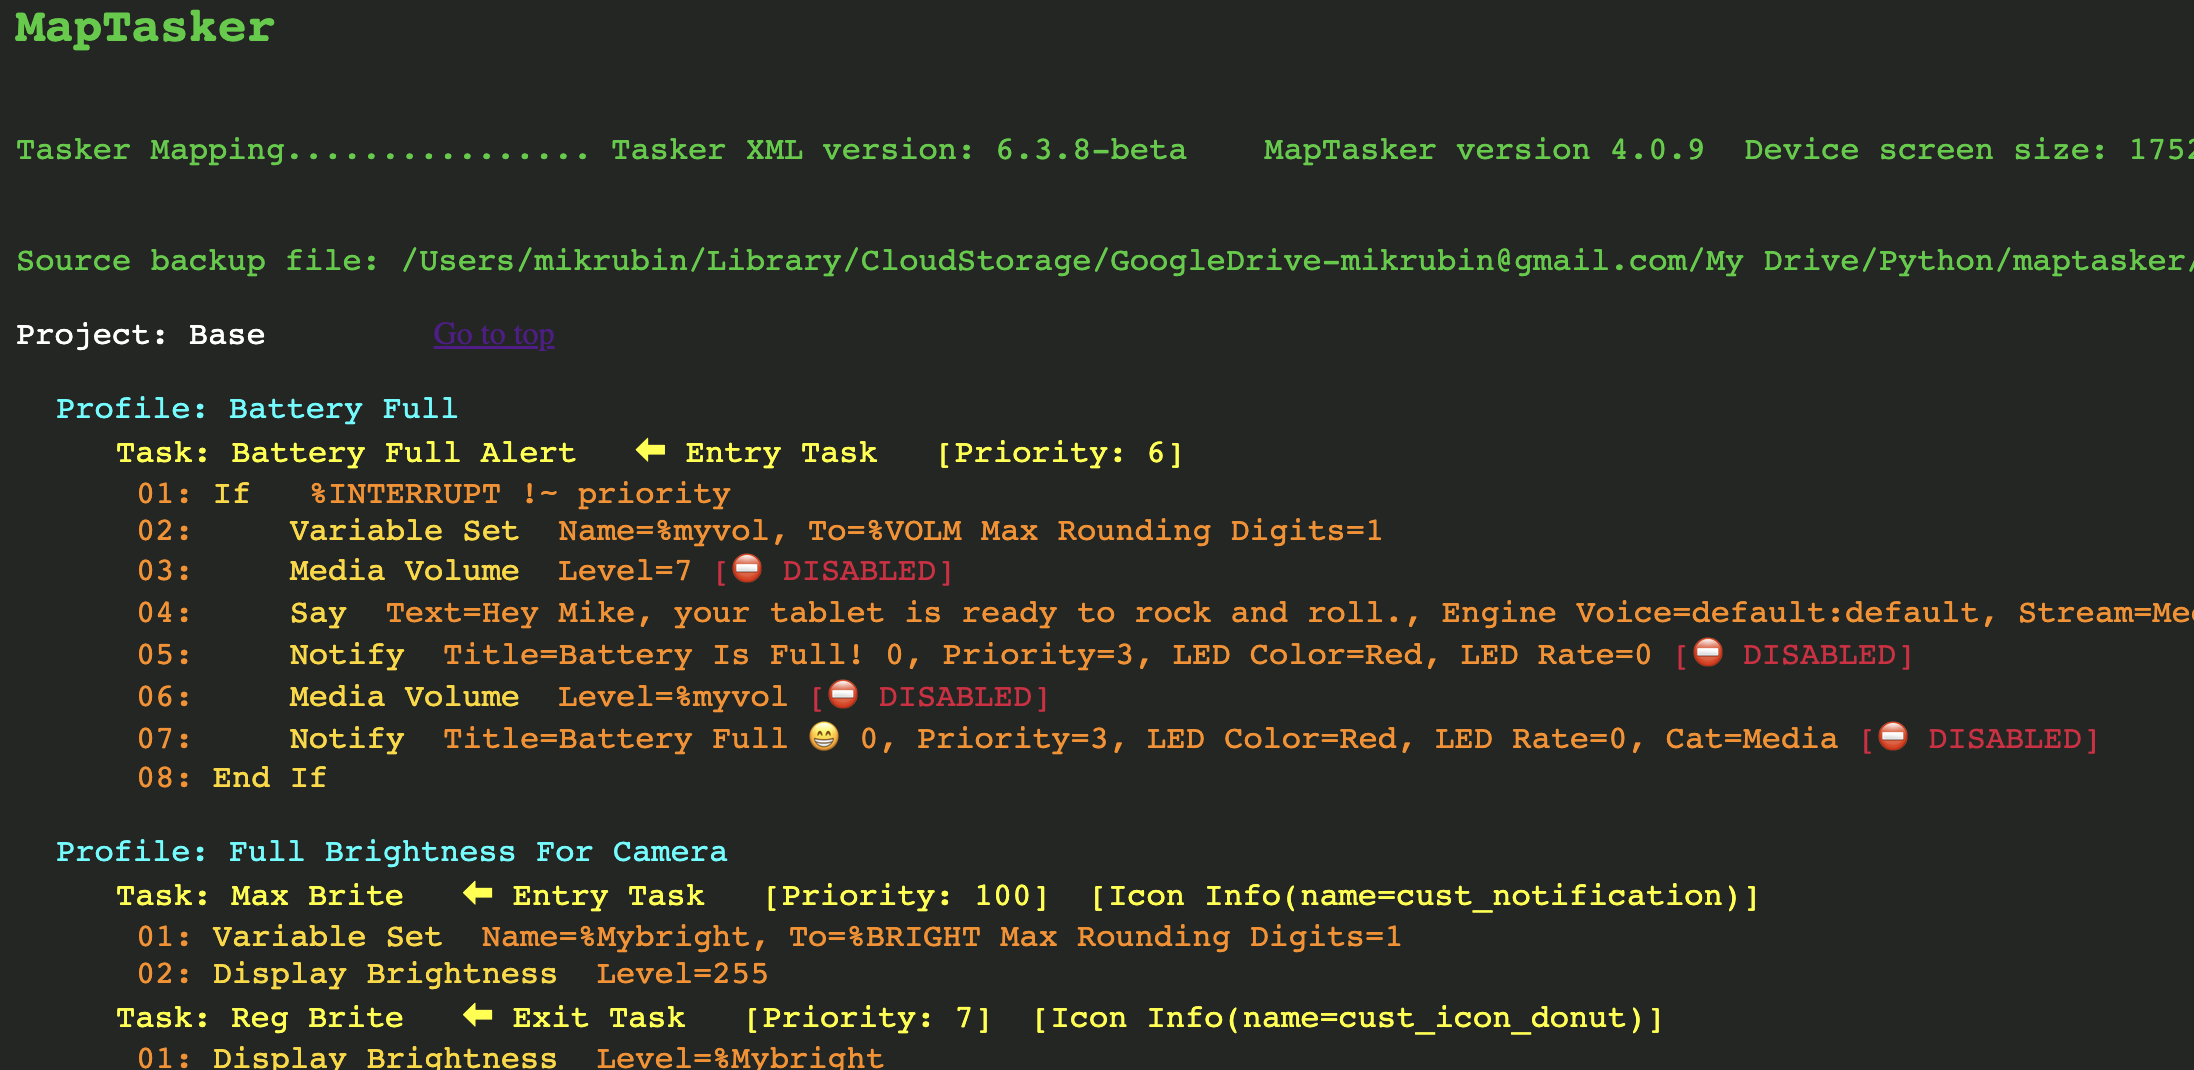 MapTasker
Tasker Mapping................ Tasker XML version: 6.3.8-beta    MapTasker version 4.0.9  Device screen size: 1752
Source backup file: /Users/mikrubin/Library/CloudStorage/GoogleDrive-mikrubin@gmail.com/My Drive/Python/maptasker/
Project: Base    Go to top
Profile: Battery Full
Task: Battery Full Alert   ⬅ Entry Task   [Priority: 6]
01: If   %INTERRUPT !~ priority
02:     Variable Set  Name=%myvol, To=%VOLM Max Rounding Digits=1
03:     Media Volume  Level=7 [⛔ DISABLED]
04:     Say  Text=Hey Mike, your tablet is ready to rock and roll., Engine Voice=default:default, Stream=Me
05:     Notify  Title=Battery Is Full! 0, Priority=3, LED Color=Red, LED Rate=0 [⛔ DISABLED]
06:     Media Volume  Level=%myvol [⛔ DISABLED]
07:     Notify  Title=Battery Full 😁 0, Priority=3, LED Color=Red, LED Rate=0, Cat=Media [⛔ DISABLED]
08: End If
Profile: Full Brightness For Camera
Task: Max Brite   ⬅ Entry Task   [Priority: 100]  [Icon Info(name=cust_notification)]
01: Variable Set  Name=%Mybright, To=%BRIGHT Max Rounding Digits=1
02: Display Brightness  Level=255
Task: Reg Brite   ⬅ Exit Task   [Priority: 7]  [Icon Info(name=cust_icon_donut)]
01: Display Brightness  Level=%Mybright